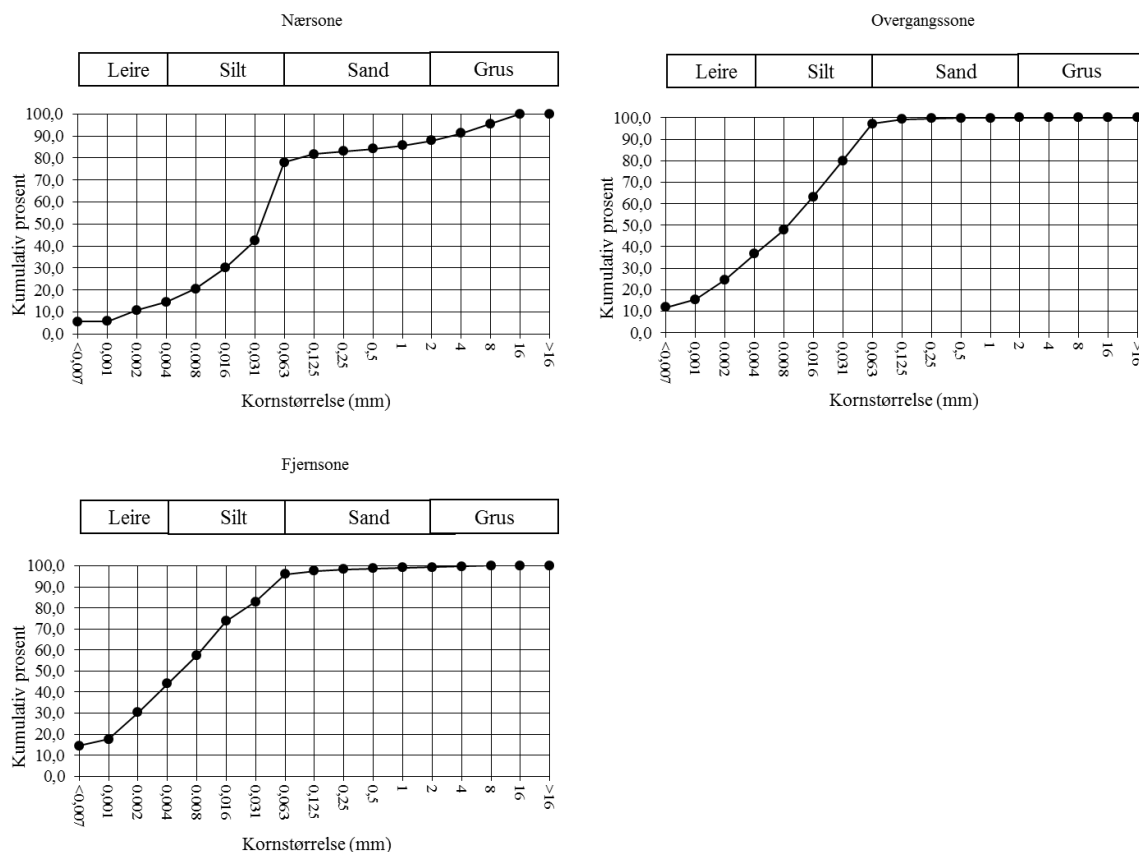 Nærsone
Leire Silt Sand Grus
Kumulativ prosent
100,0
90,0
80,0
70,0
60,0
50,0
40,0
30,0
20,0
10,0
0,0
<0,007 0,001 0,002 0,004 0,008 0,016 0,031 0,063 0,125 0,25 0,5 1 2 4 8 16 >16
Kornstørrelse (mm)
Overgangssone
Leire Silt Sand Grus
Kumulativ prosent
100,0
90,0
80,0
70,0
60,0
50,0
40,0
30,0
20,0
10,0
0,0
<0,007 0,001 0,002 0,004 0,008 0,016 0,031 0,063 0,125 0,25 0,5 1 2 4 8 16 >16
Kornstørrelse (mm)
Fjernsone
Leire Silt Sand Grus
Kumulativ prosent
100,0
90,0
80,0
70,0
60,0
50,0
40,0
30,0
20,0
10,0
0,0
<0,007 0,001 0,002 0,004 0,008 0,016 0,031 0,063 0,125 0,25 0,5 1 2 4 8 16 >16
Kornstørrelse (mm)